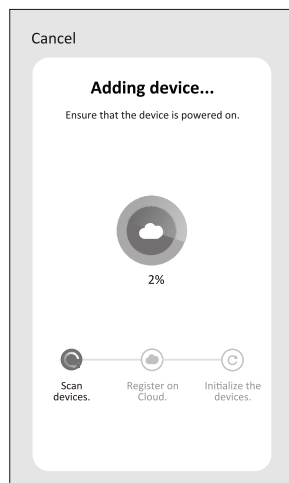 Cancel
Adding device...
Ensure that the device is powered on.
2%
Scan
devices.
Register on
Cloud.
Initialize the
devices.